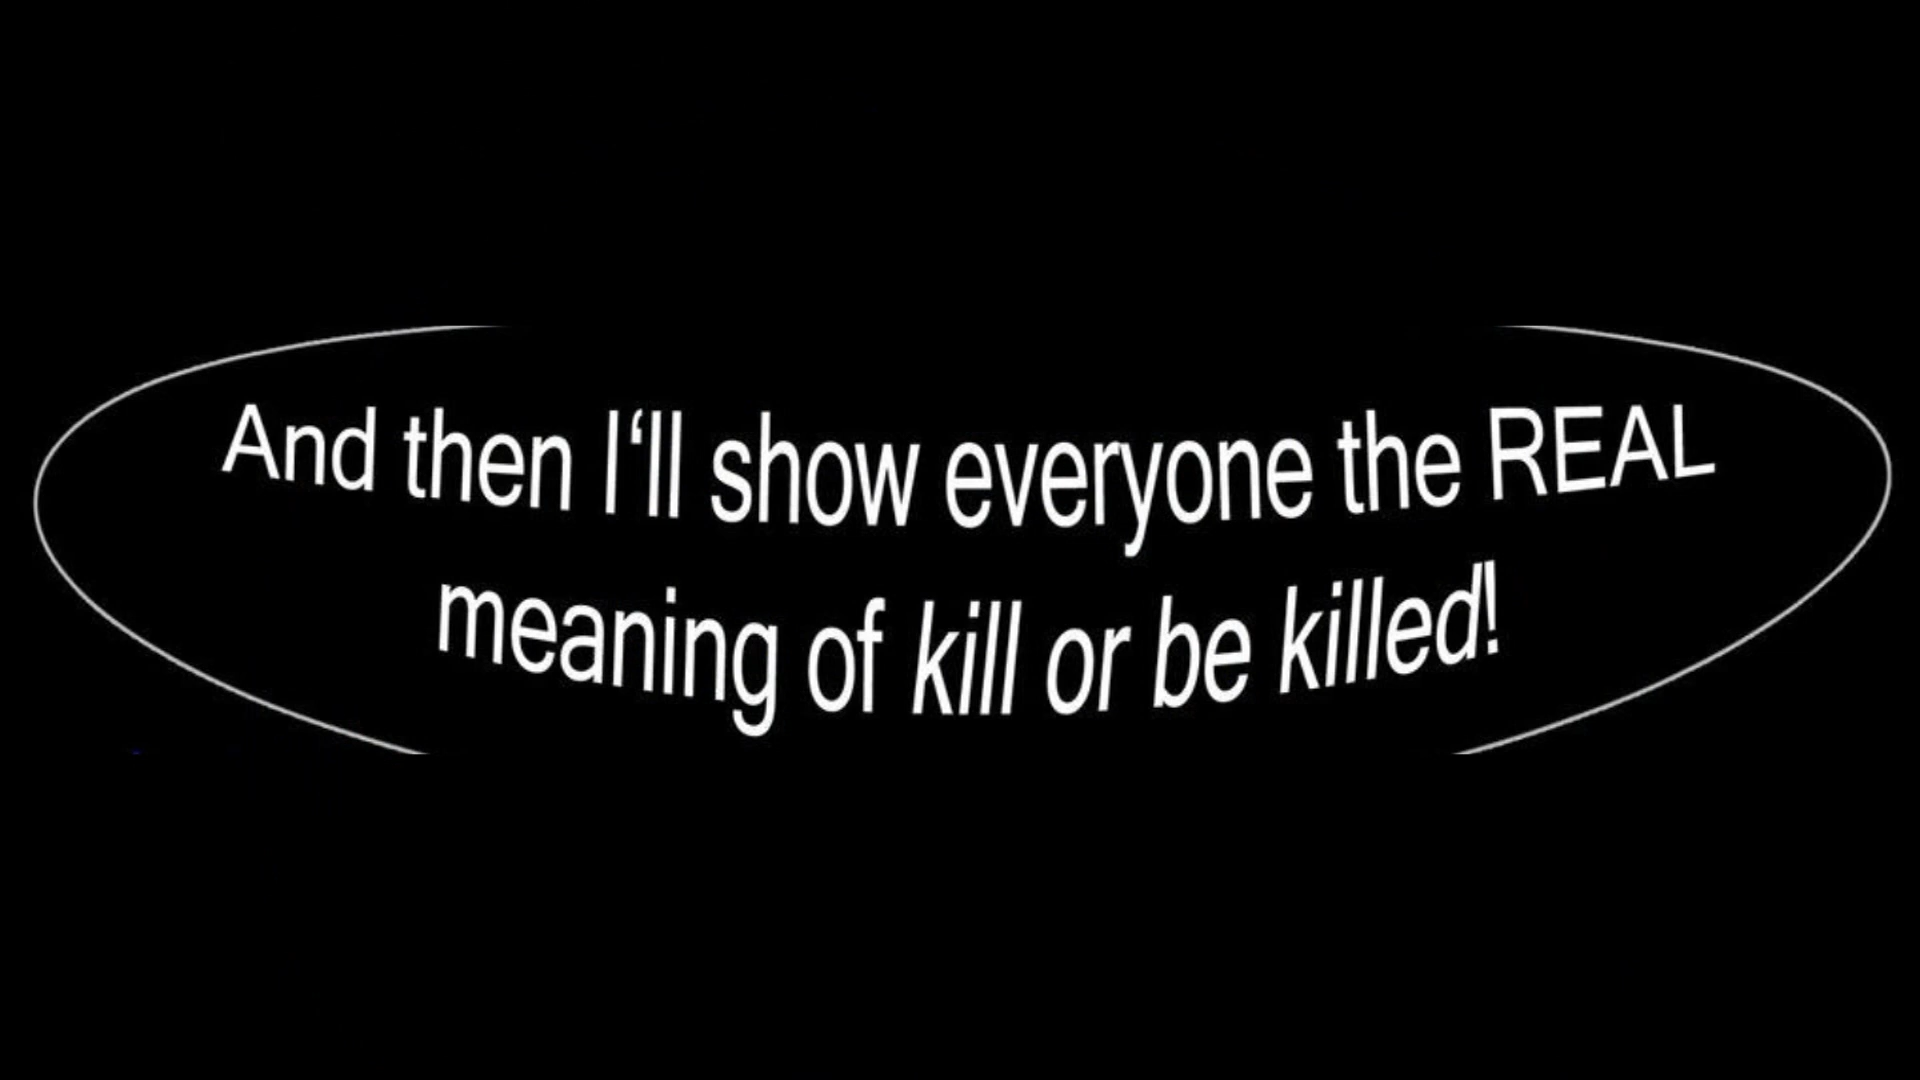 And then I‘ll show everyone the REAL
meaning of kill or be killed!